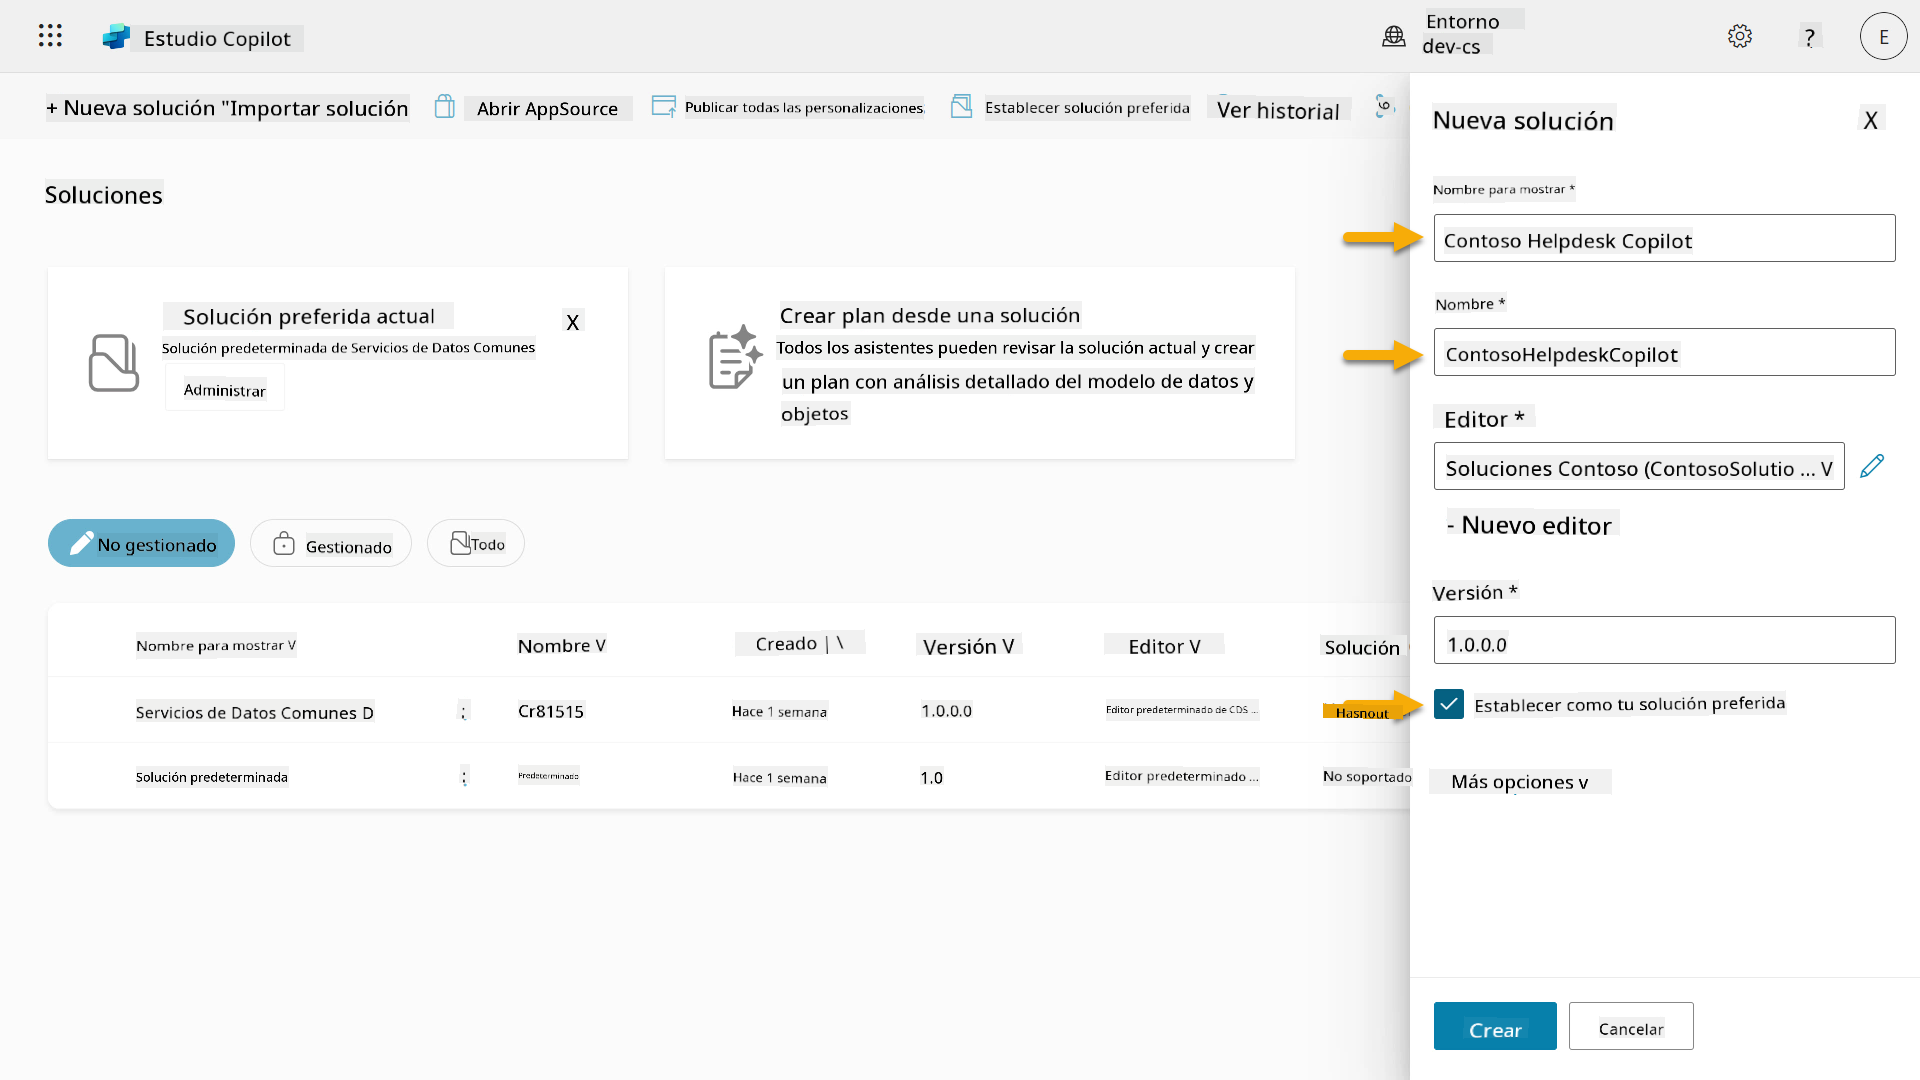 Estudio Copilot
Entorno
dev-cs
?
E
+ Nueva solución "Importar solución
Abrir AppSource
Publicar todas las personalizaciones
Establecer solución preferida
Ver historial
Nueva solución
X
Soluciones
Nombre para mostrar *
Contoso Helpdesk Copilot
Nombre *
ContosoHelpdeskCopilot
Editor *
Soluciones Contoso (ContosoSolutio ... V
- Nuevo editor
Versión *
1.0.0.0
Establecer como tu solución preferida
Más opciones v
Crear
Cancelar
Solución preferida actual
X
Solución predeterminada de Servicios de Datos Comunes
Administrar
Crear plan desde una solución
Todos los asistentes pueden revisar la solución actual y crear
un plan con análisis detallado del modelo de datos y
objetos
No gestionado
Gestionado
Todo
Nombre para mostrar V
Nombre V
Creado | \
Versión V
Editor V
Solución
Servicios de Datos Comunes D
:
Cr81515
Hace 1 semana
1.0.0.0
Editor predeterminado de CDS ...
Hasnout
Solución predeterminada
:
Predeterminado
Hace 1 semana
1.0
Editor predeterminado ...
No soportado